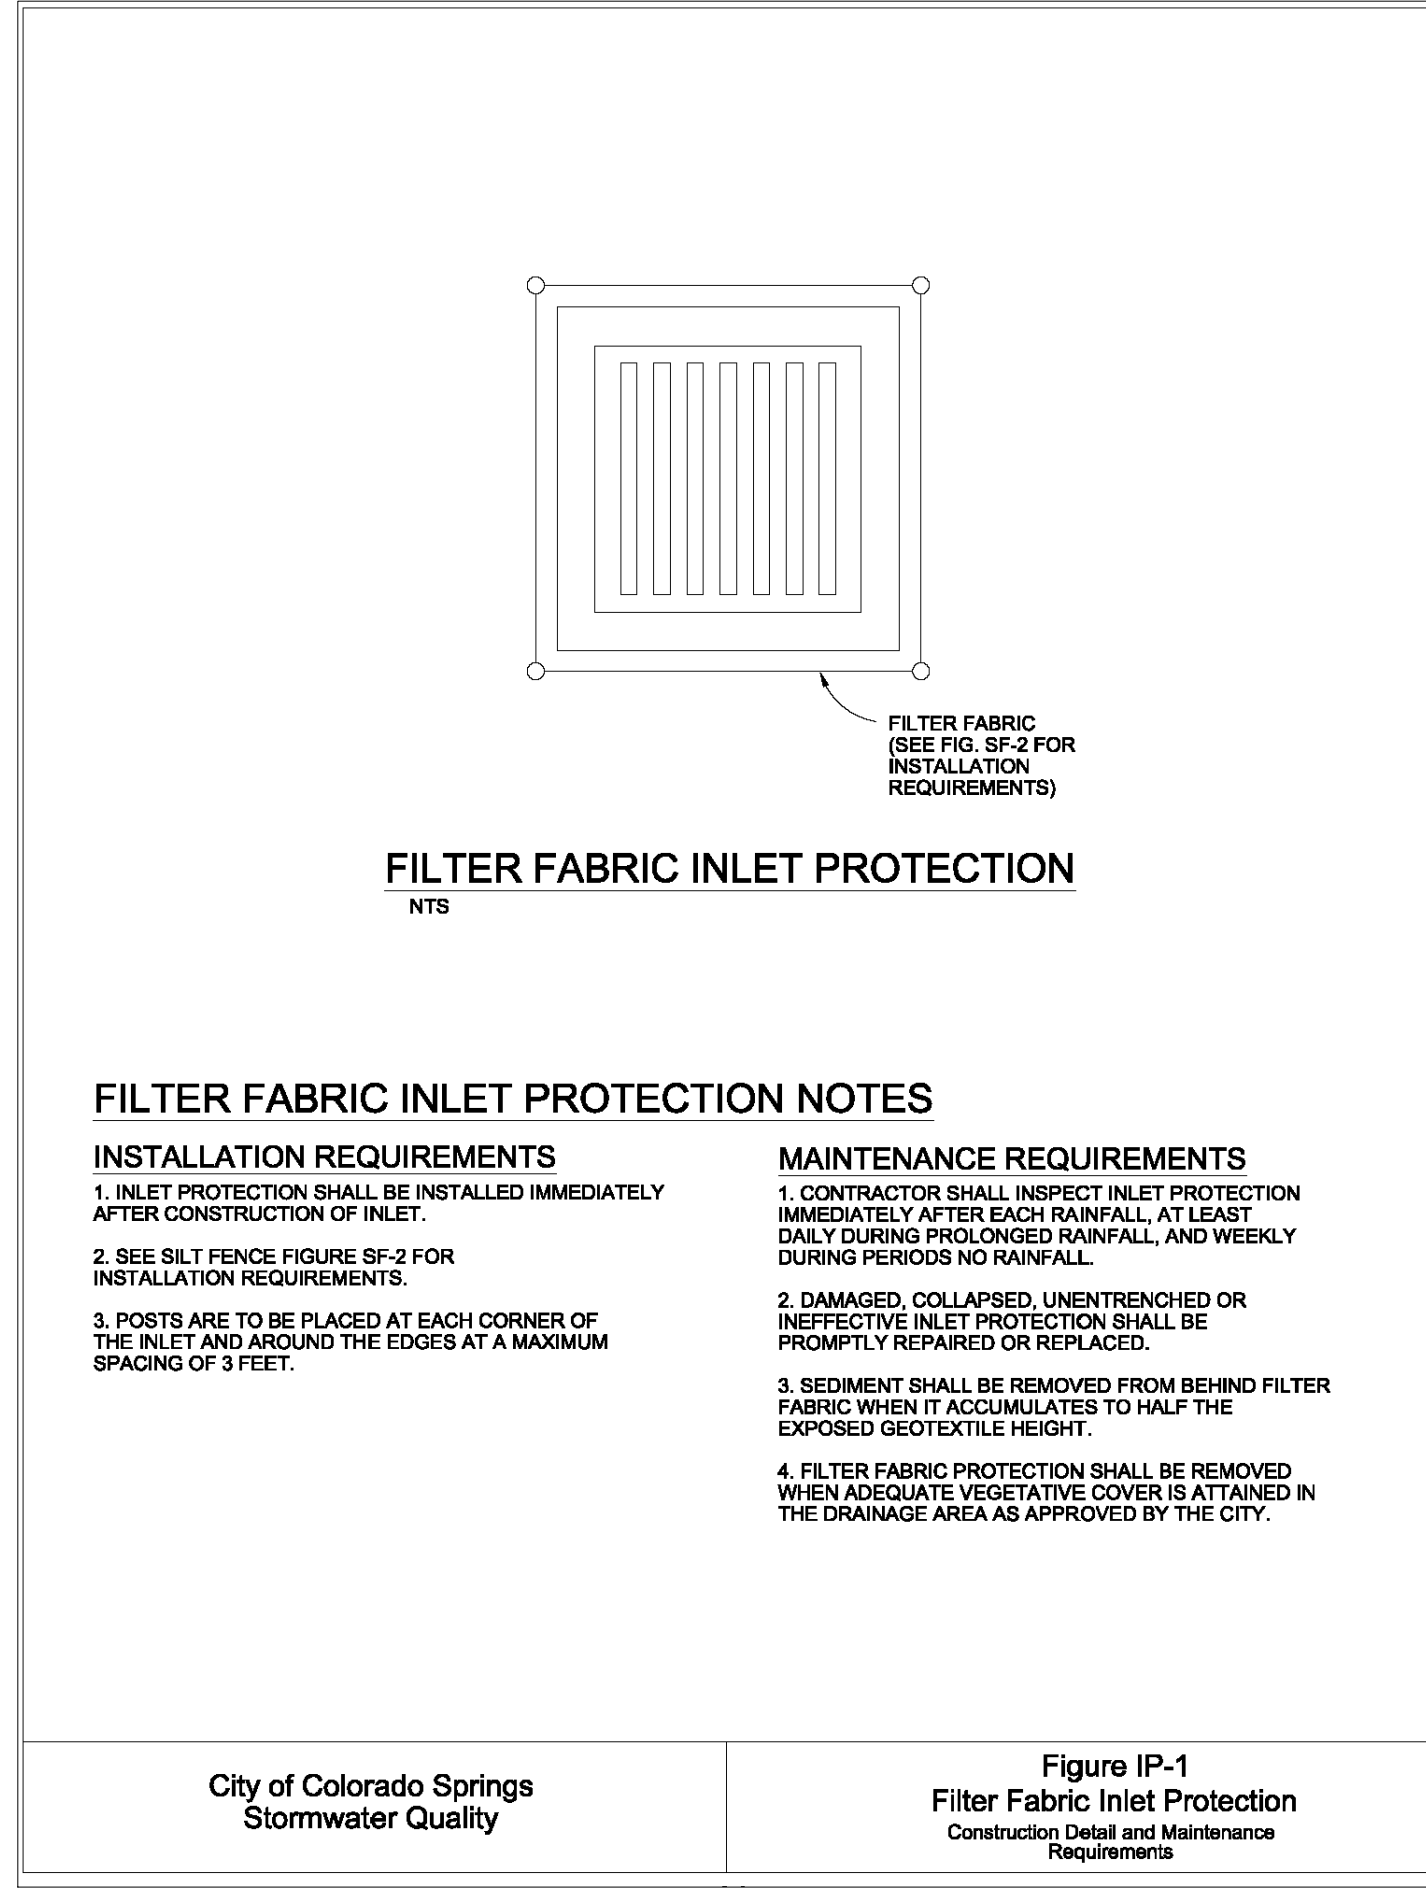 FILTER FABRIC
(SEE FIG. SF-2 FOR
INSTALLATION
REQUIREMENTS)
FILTER FABRIC INLET PROTECTION
NTS
FILTER FABRIC INLET PROTECTION NOTES
INSTALLATION REQUIREMENTS
1. INLET PROTECTION SHALL BE INSTALLED IMMEDIATELY
AFTER CONSTRUCTION OF INLET.
2. SEE SILT FENCE FIGURE SF-2 FOR
INSTALLATION REQUIREMENTS.
3. POSTS ARE TO BE PLACED AT EACH CORNER OF
THE INLET AND AROUND THE EDGES AT A MAXIMUM
SPACING OF 3 FEET.
MAINTENANCE REQUIREMENTS
1. CONTRACTOR SHALL INSPECT INLET PROTECTION
IMMEDIATELY AFTER EACH RAINFALL, AT LEAST
DAILY DURING PROLONGED RAINFALL, AND WEEKLY
DURING PERIODS NO RAINFALL.
2. DAMAGED, COLLAPSED, UNENTRENCHED OR
INEFFECTIVE INLET PROTECTION SHALL BE
PROMPTLY REPAIRED OR REPLACED.
3. SEDIMENT SHALL BE REMOVED FROM BEHIND FILTER
FABRIC WHEN IT ACCUMULATES TO HALF THE
EXPOSED GEOTEXTILE HEIGHT.
4. FILTER FABRIC PROTECTION SHALL BE REMOVED
WHEN ADEQUATE VEGETATIVE COVER IS ATTAINED IN
THE DRAINAGE AREA AS APPROVED BY THE CITY.
City of Colorado Springs
Stormwater Quality
Figure IP-1
Filter Fabric Inlet Protection
Construction Detail and Maintenance
Requirements